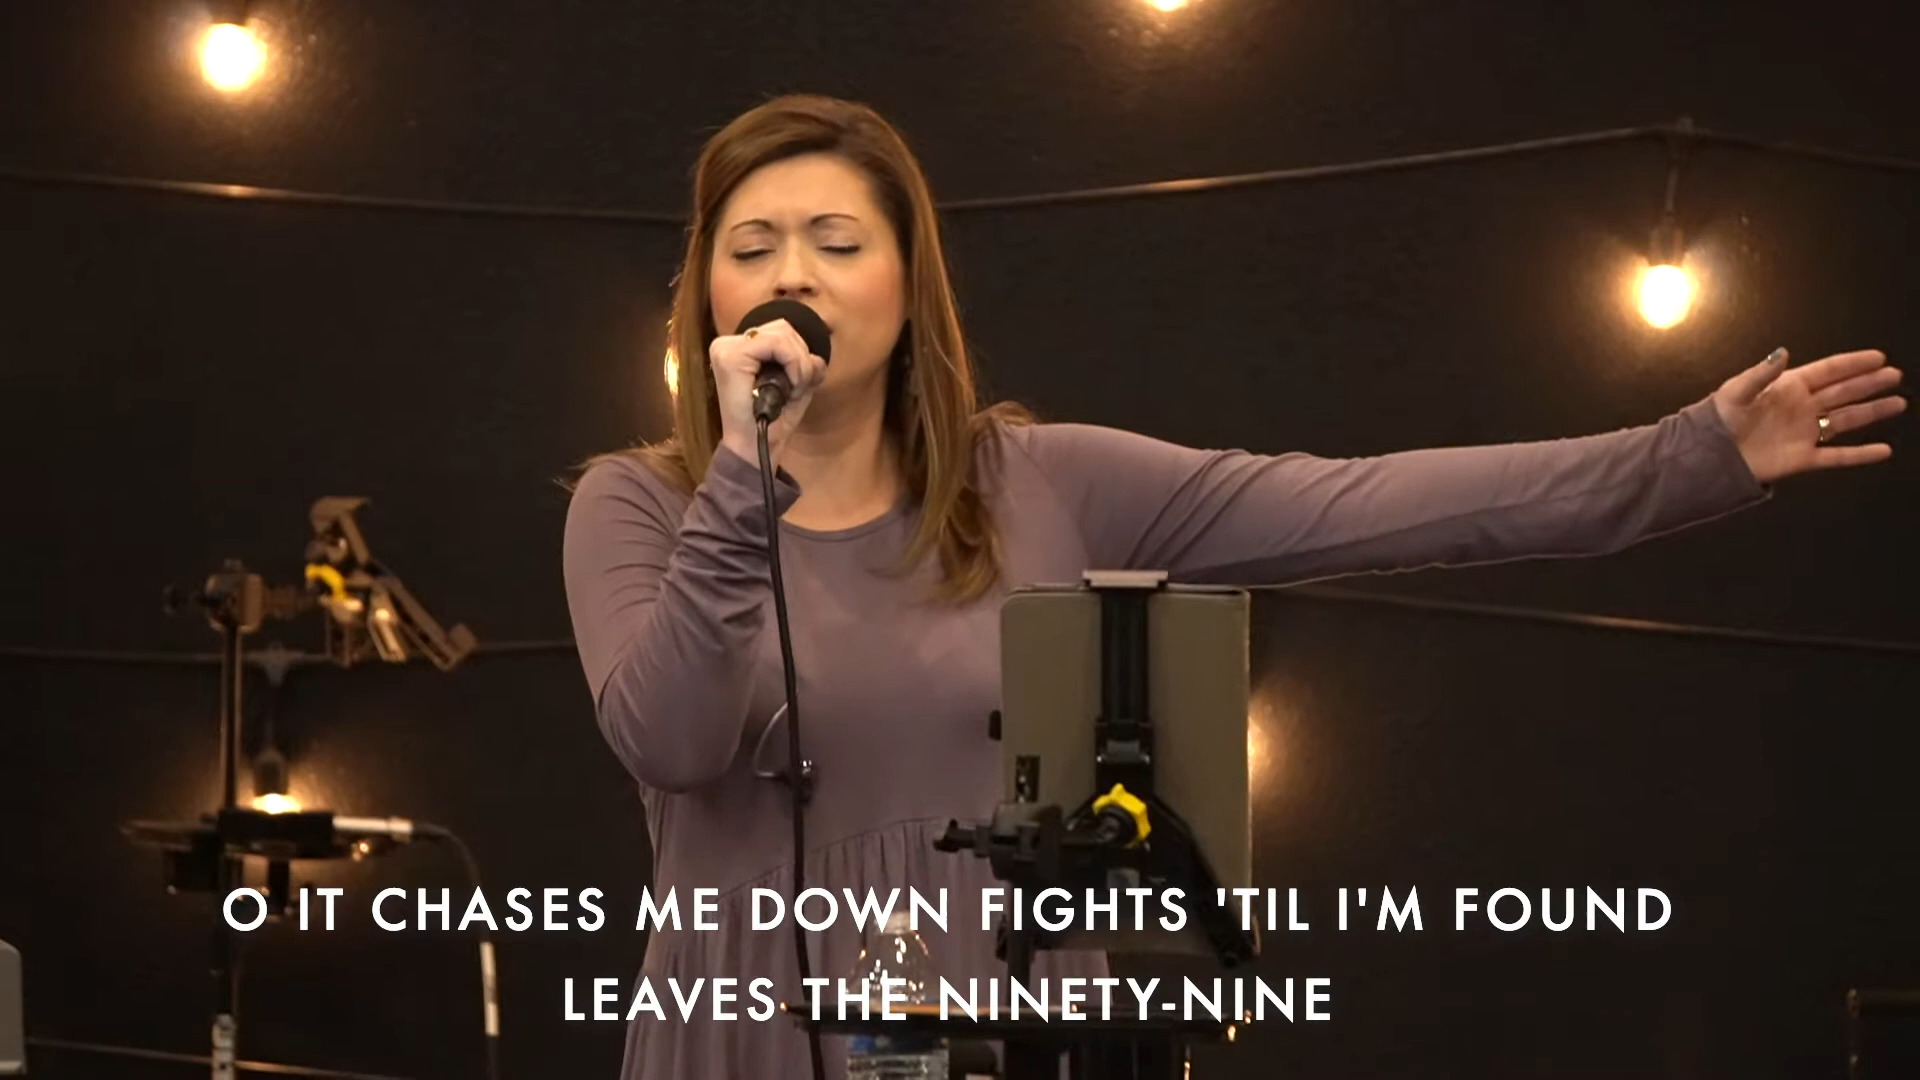 O IT CHASES ME DOWN FIGHTS 'TIL I'M FOUND
LEAVES THE NINETY-NINE